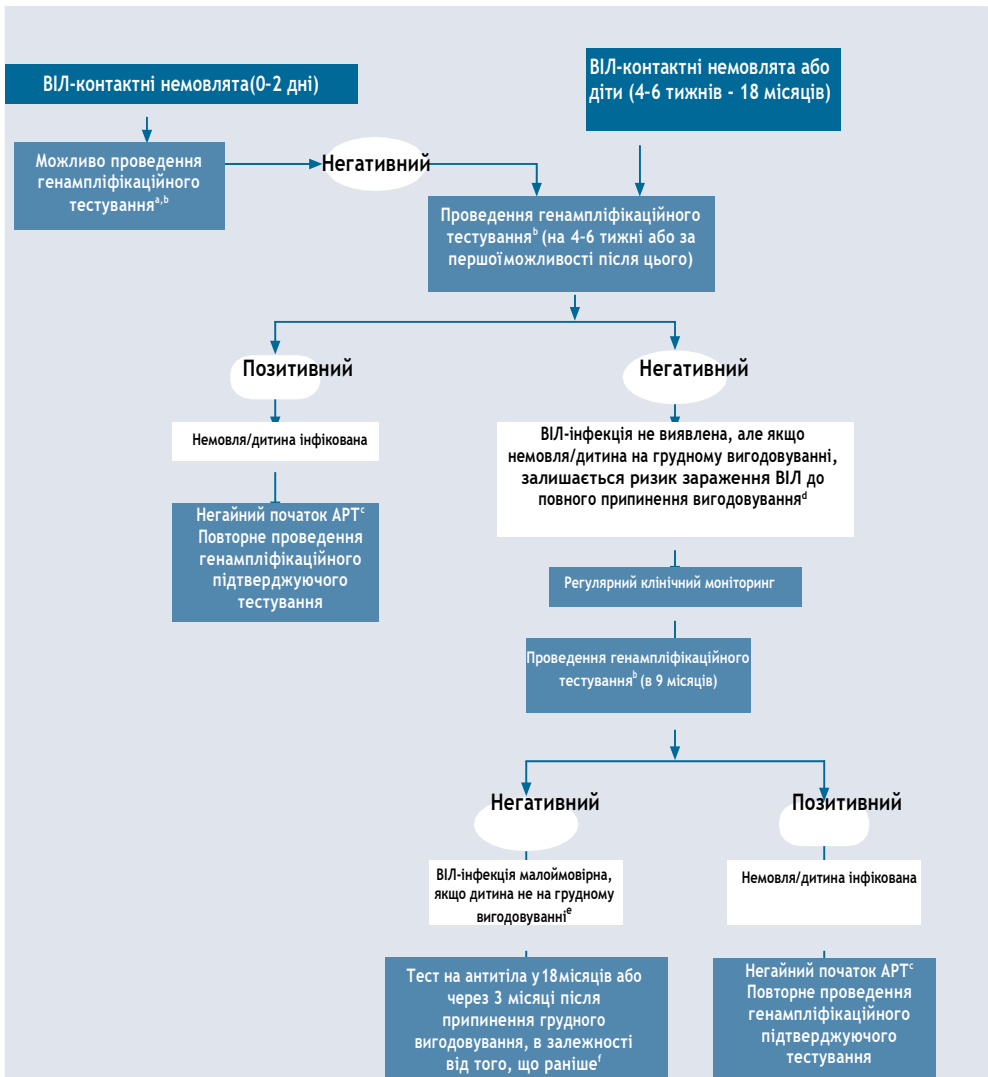 ВІЛ-контактні немовлята(0-2 дні)
ВІЛ-контактні немовлята або
діти (4-6 тижнів - 18 місяців)
Можливо проведення
генампліфікаційного
тестуванняa,b
Негативний
Проведення генампліфікаційного
тестуванняb (на 4-6 тижні або за
першоїможливості після цього)
Позитивний
Негативний
Немовля/дитина інфікована
ВІЛ-інфекція не виявлена, але якщо
немовля/дитина на грудному вигодовуванні,
залишається ризик зараження ВІЛ до
повного припинення вигодовуванняd
Негайний початок АРТc
Повторне проведення
генампліфікаційного
підтверджуючого
тестування
Регулярний клінічний моніторинг
Проведення генампліфікаційного
тестуванняb (в 9 місяців)
Негативний
Позитивний
ВІЛ-інфекція малоймовірна,
якщо дитина не на грудному
вигодовуванніe
Немовля/дитина інфікована
Тест на антитіла у 18 місяців або
через 3 місяці після
припинення грудного
вигодовування, в залежності
від того, що ранішеf
Негайний початок АРТc
Повторне проведення
генампліфікаційного
підтверджуючого
тестування